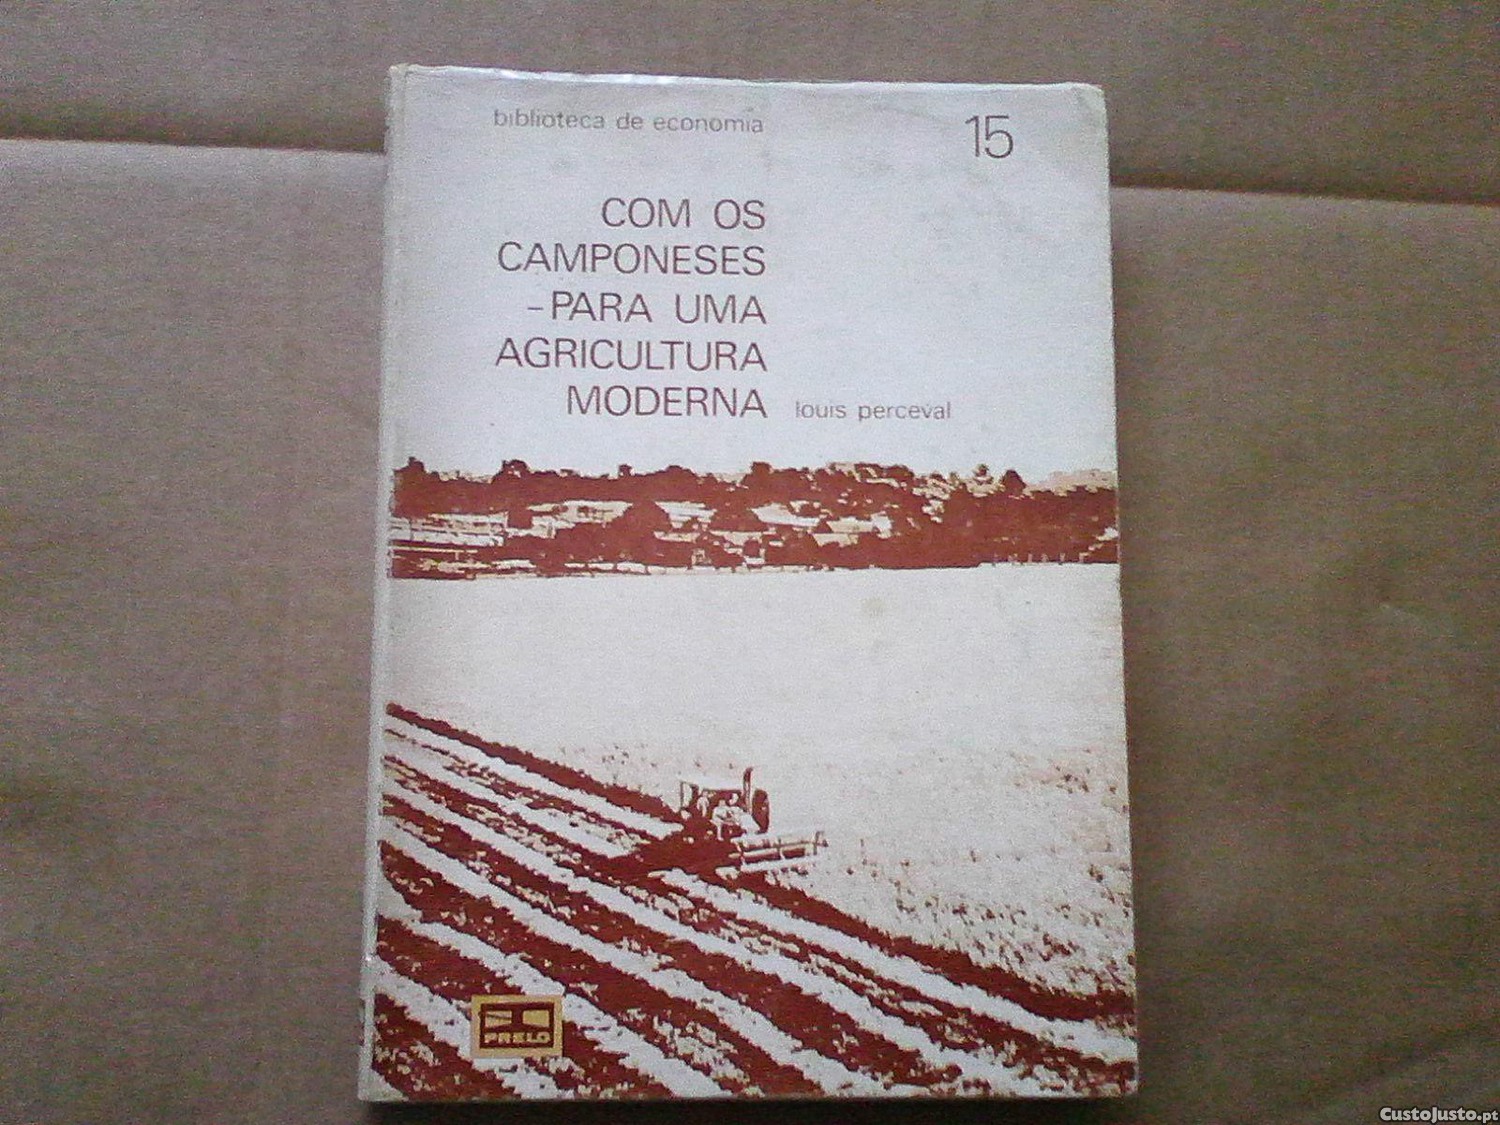 biblioteca de economia
15
COM OS
CAMPONESES
-PARA UMA
AGRICULTURA
MODERNA
louis perceval
PRELO
CustoJusto.pt